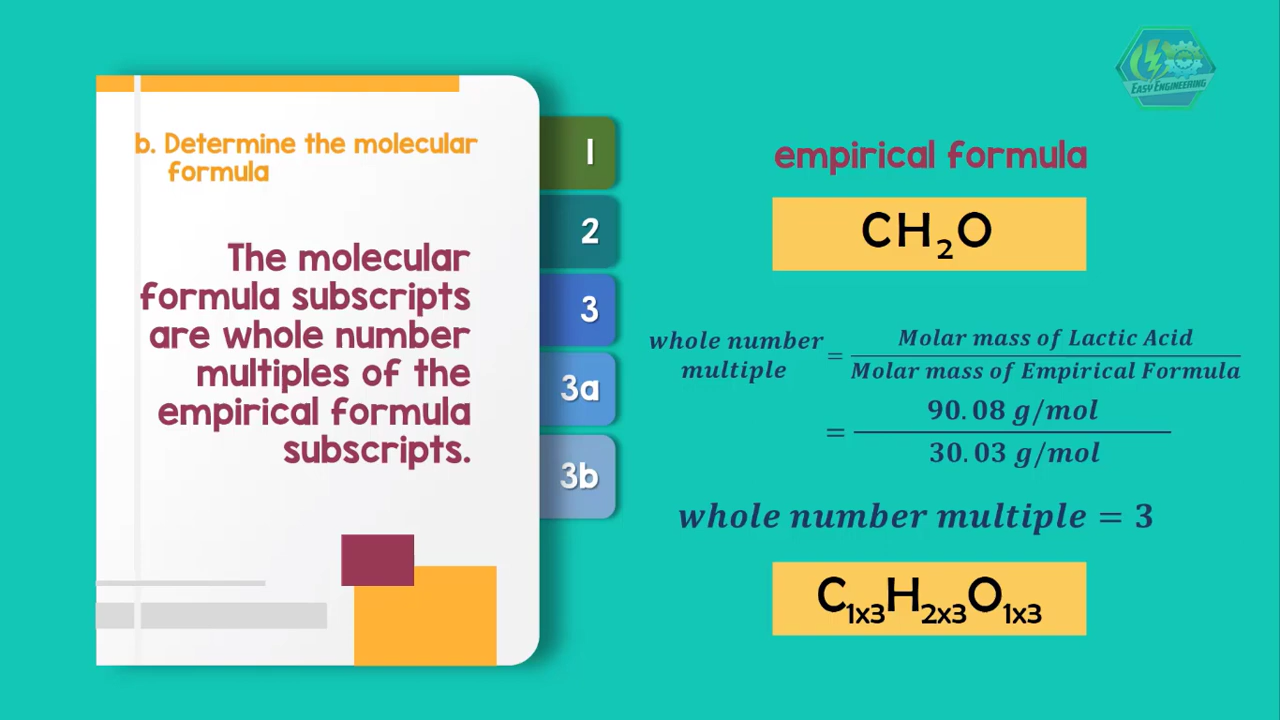 EASY ENGINEERING
b. Determine the molecular
formula
The molecular
formula subscripts
are whole number
multiples of the
empirical formula
subscripts.
1
2
3
3a
3b
empirical formula
CH₂O
whole number
multiple = Molar mass of Lactic Acid / Molar mass of Empirical Formula
= 90.08 g/mol / 30.03 g/mol
whole number multiple = 3
C₁ₓ₃H₂ₓ₃O₁ₓ₃